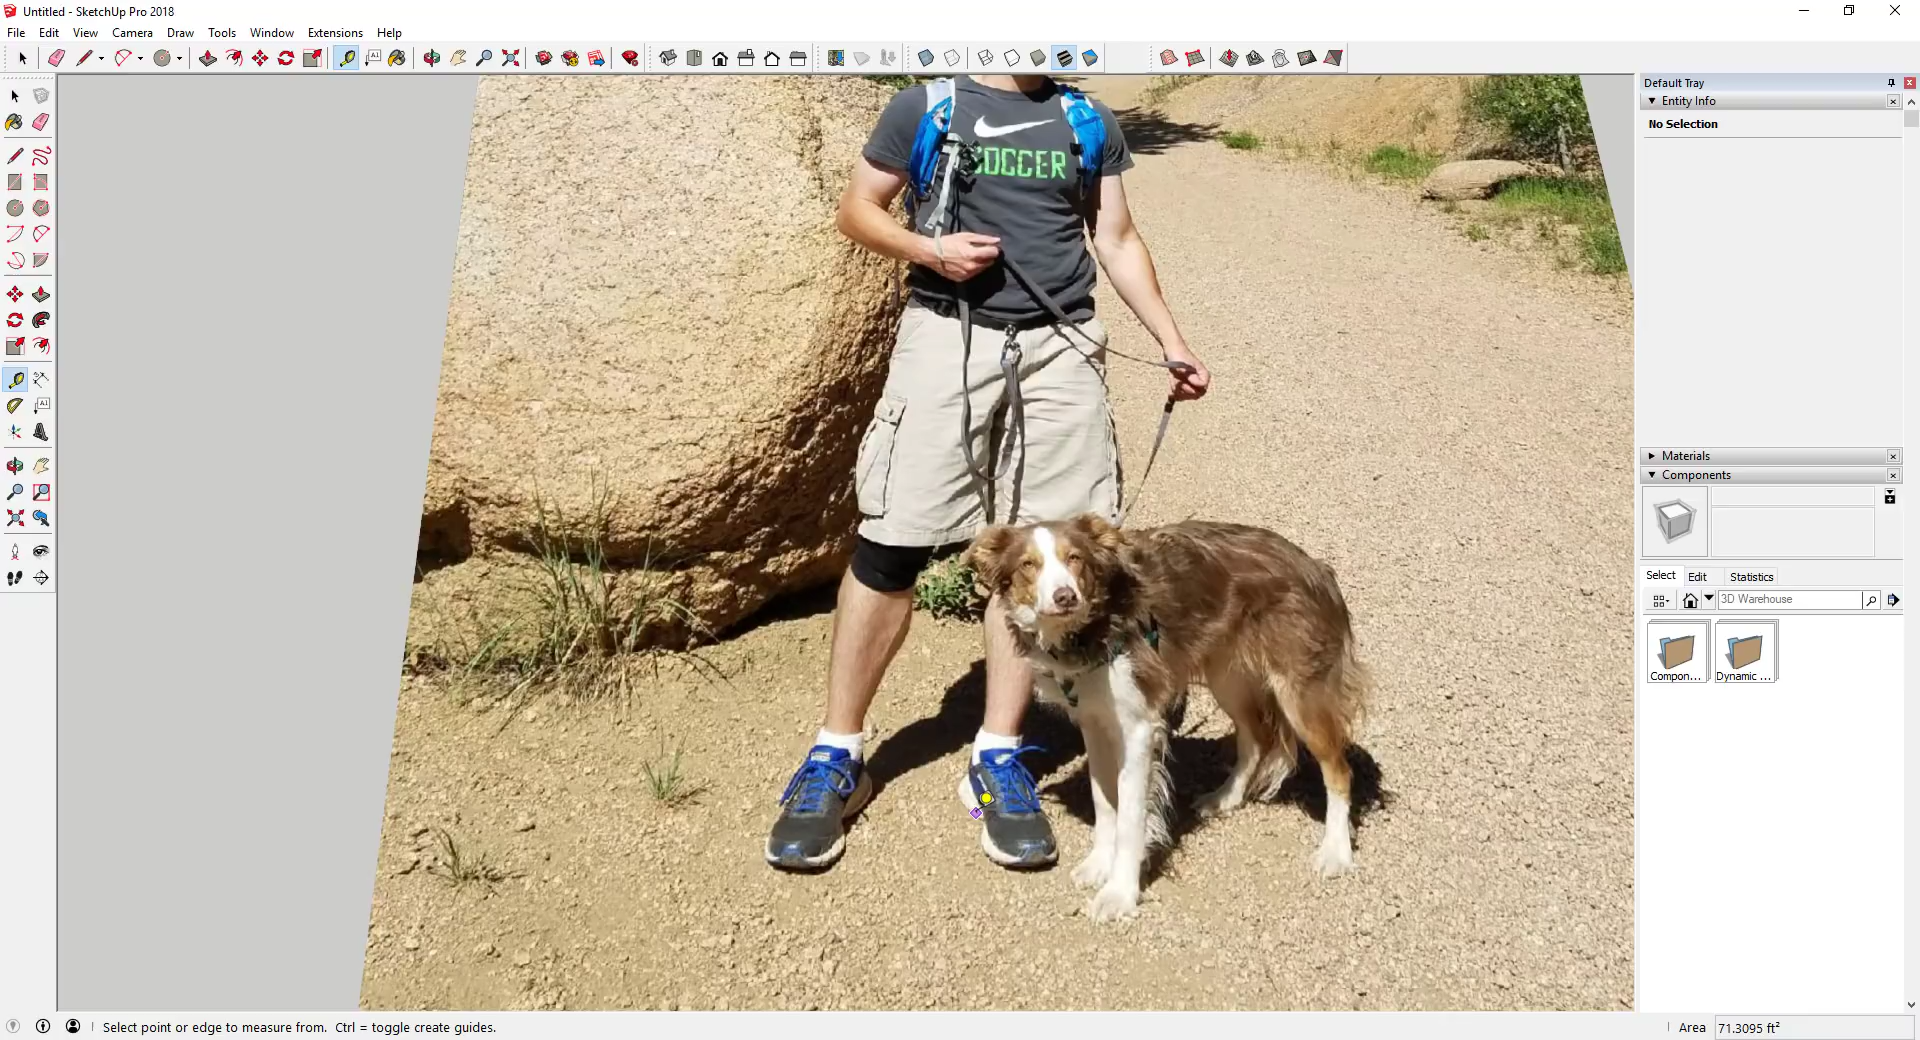 Untitled - SketchUp Pro 2018
File Edit View Camera Draw Tools Window Extensions Help
Default Tray
Entity Info
No Selection
SOCCER
Materials
Components
Select Edit Statistics
3D Warehouse
Compon... Dynamic ...
Select point or edge to measure from. Ctrl = toggle create guides.
Area 71.3095 ft²